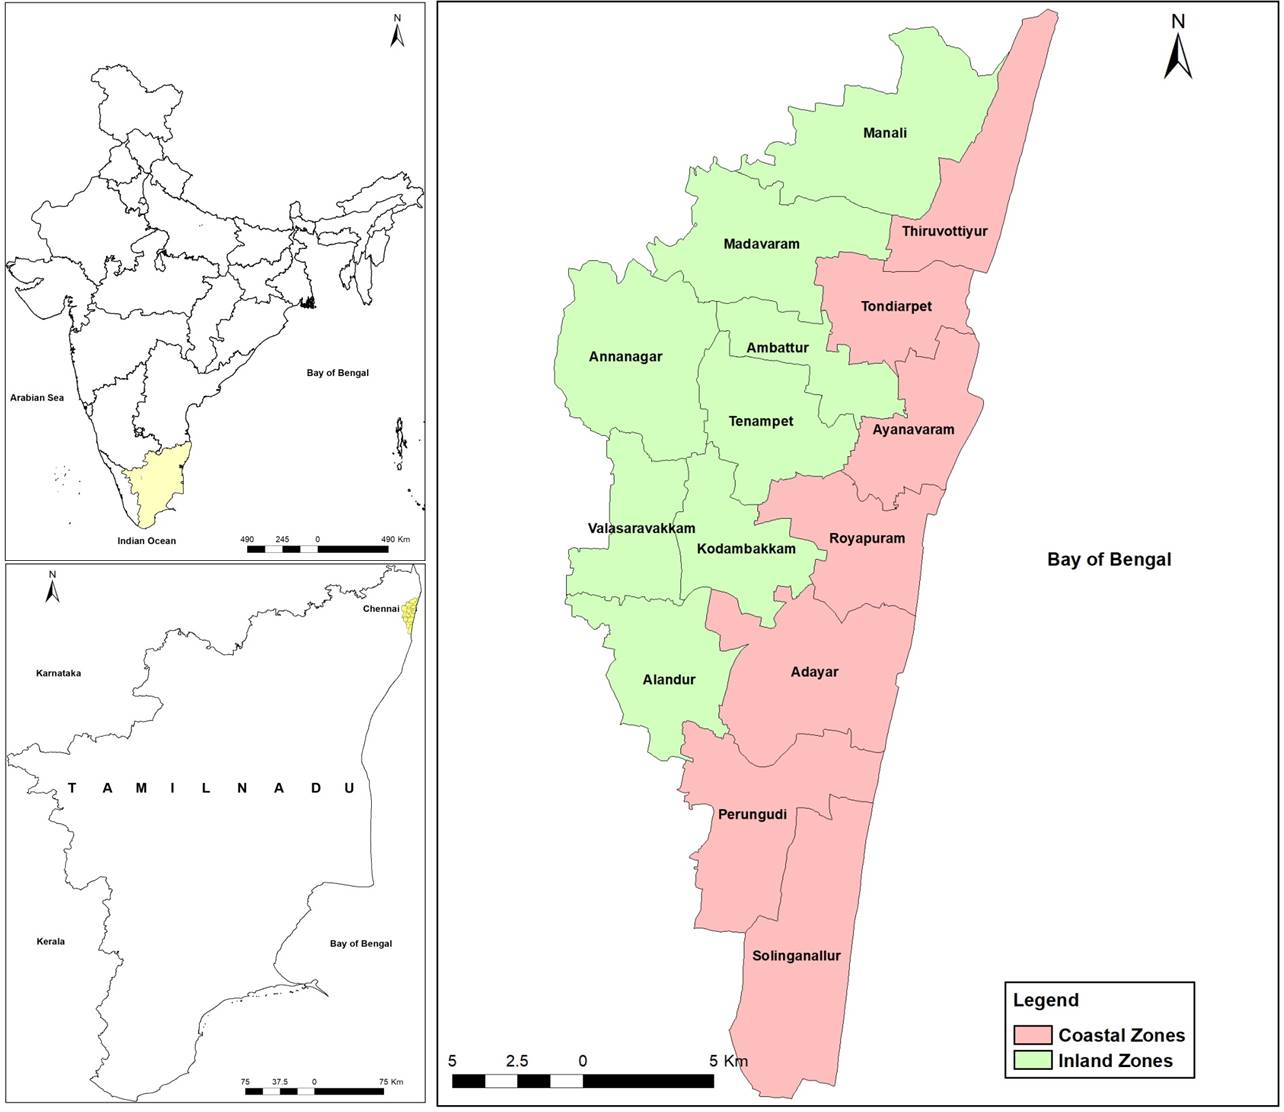 N
Arabian Sea
Bay of Bengal
Indian Ocean
490 245 0 490 Km
N
Chennai
Karnataka
T A M I L N A D U
Kerala
Bay of Bengal
75 37.5 0 75 Km
N
Manali
Thiruvottiyur
Madavaram
Tondiarpet
Ambattur
Annanagar
Tenampet
Ayanavaram
Valasaravakkam
Royapuram
Kodambakkam
Bay of Bengal
Adayar
Alandur
Perungudi
Solinganallur
5 2.5 0 5 Km
Legend
Coastal Zones
Inland Zones